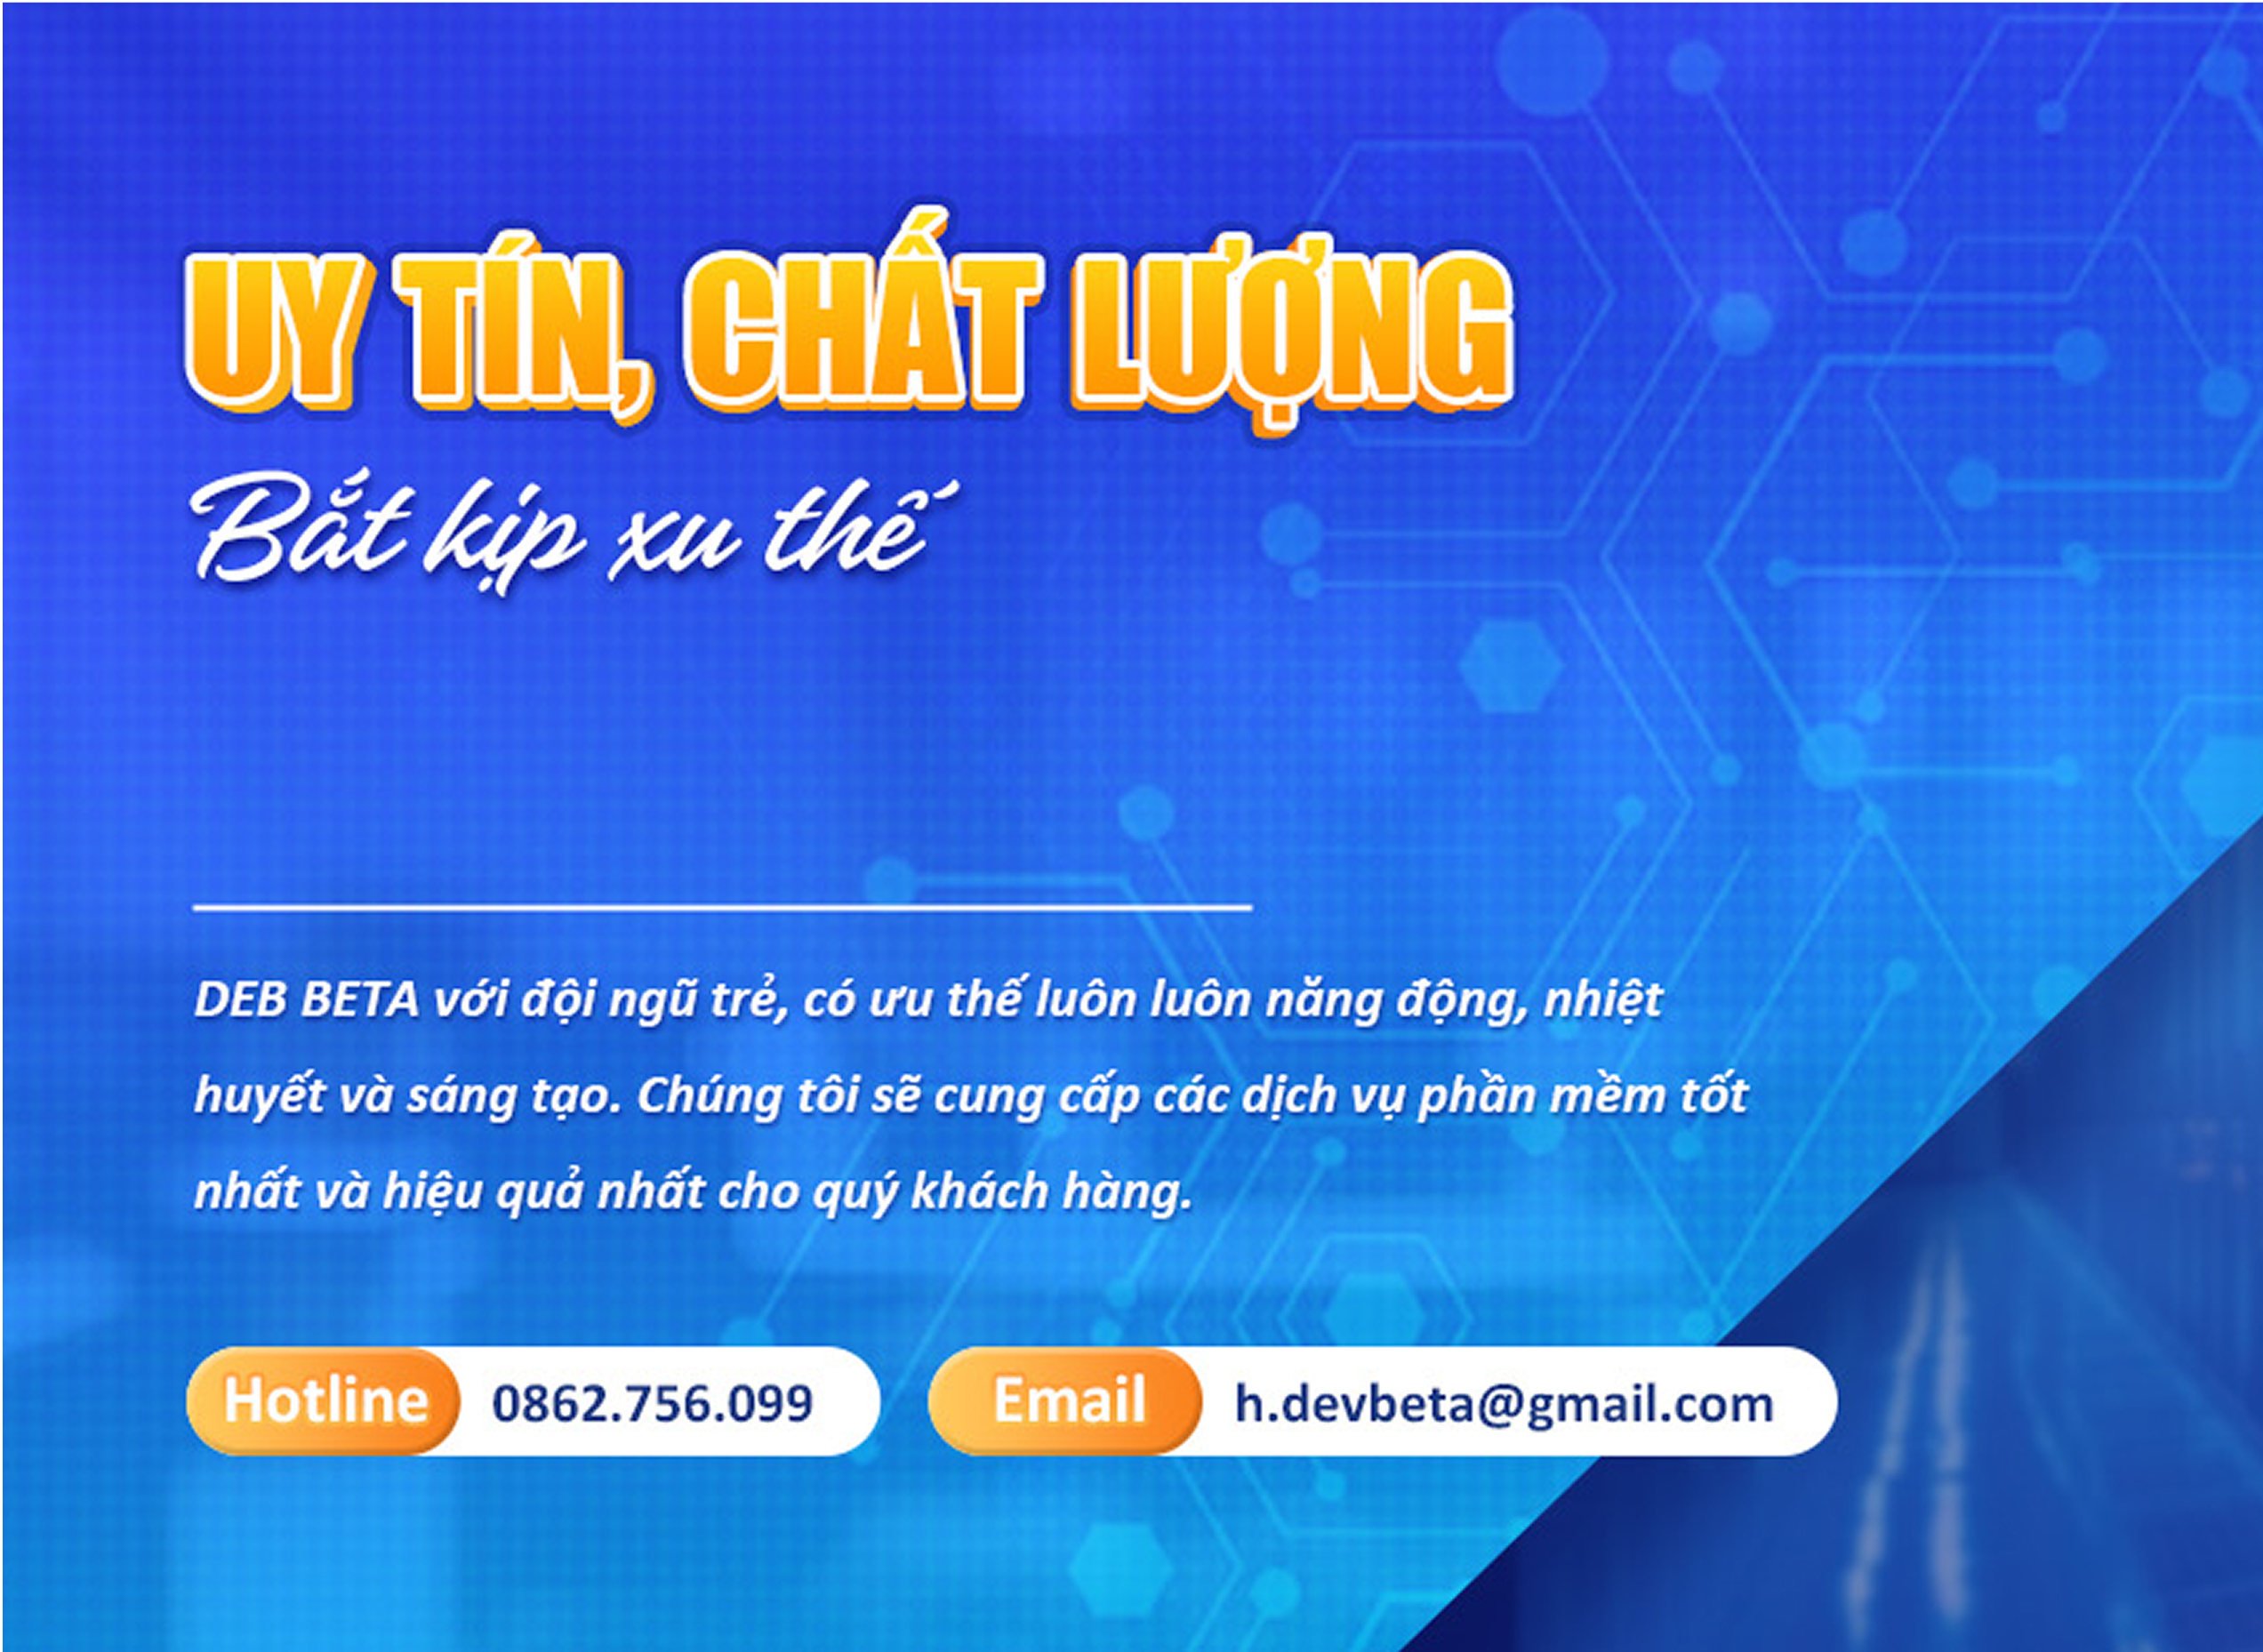 UY TÍN, CHẤT LƯỢNG
Bắt kịp xu thế
DEB BETA với đội ngũ trẻ, có ưu thế luôn luôn năng động, nhiệt
huyết và sáng tạo. Chúng tôi sẽ cung cấp các dịch vụ phần mềm tốt
nhất và hiệu quả nhất cho quý khách hàng.
Hotline 0862.756.099 Email h.devbeta@gmail.com